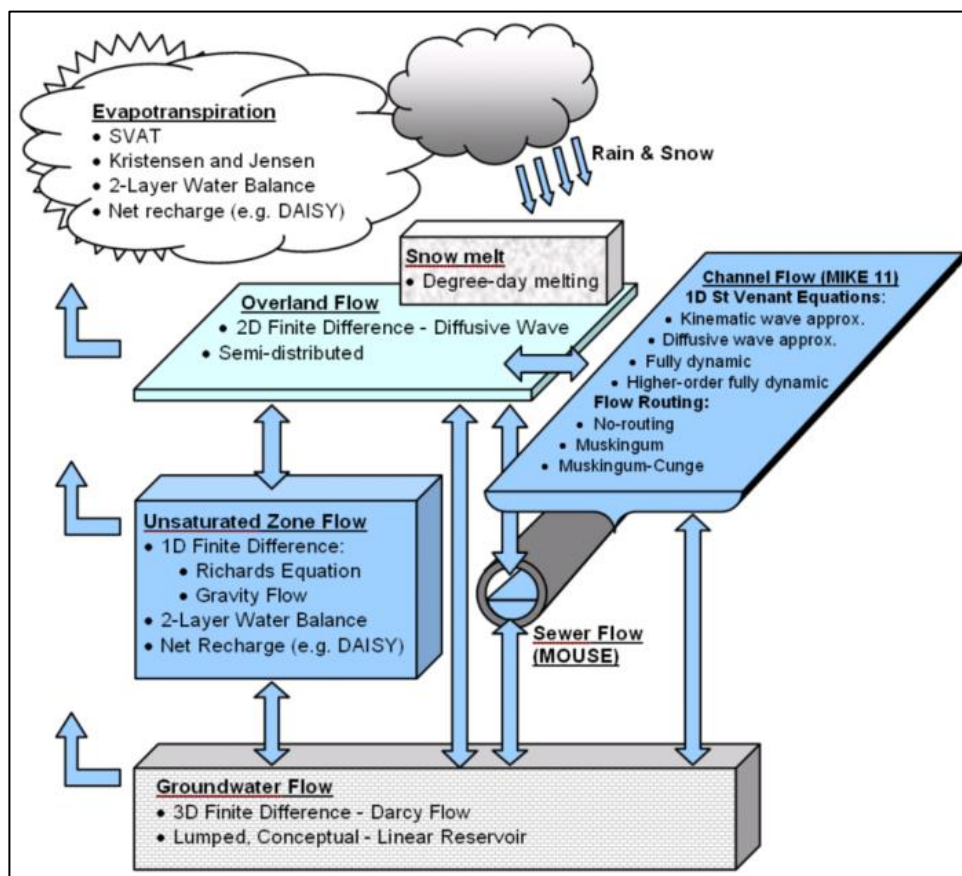 Evapotranspiration
• SVAT
• Kristensen and Jensen
• 2-Layer Water Balance
• Net recharge (e.g. DAISY)
Rain & Snow
Snow melt
• Degree-day melting
Overland Flow
• 2D Finite Difference - Diffusive Wave
• Semi-distributed
Channel Flow (MIKE 11)
1D St Venant Equations:
• Kinematic wave approx.
• Diffusive wave approx.
• Fully dynamic
• Higher-order fully dynamic
Flow Routing:
• No-routing
• Muskingum
• Muskingum-Cunge
Unsaturated Zone Flow
• 1D Finite Difference:
• Richards Equation
• Gravity Flow
• 2-Layer Water Balance
• Net Recharge (e.g. DAISY)
Sewer Flow
(MOUSE)
Groundwater Flow
• 3D Finite Difference - Darcy Flow
• Lumped, Conceptual - Linear Reservoir